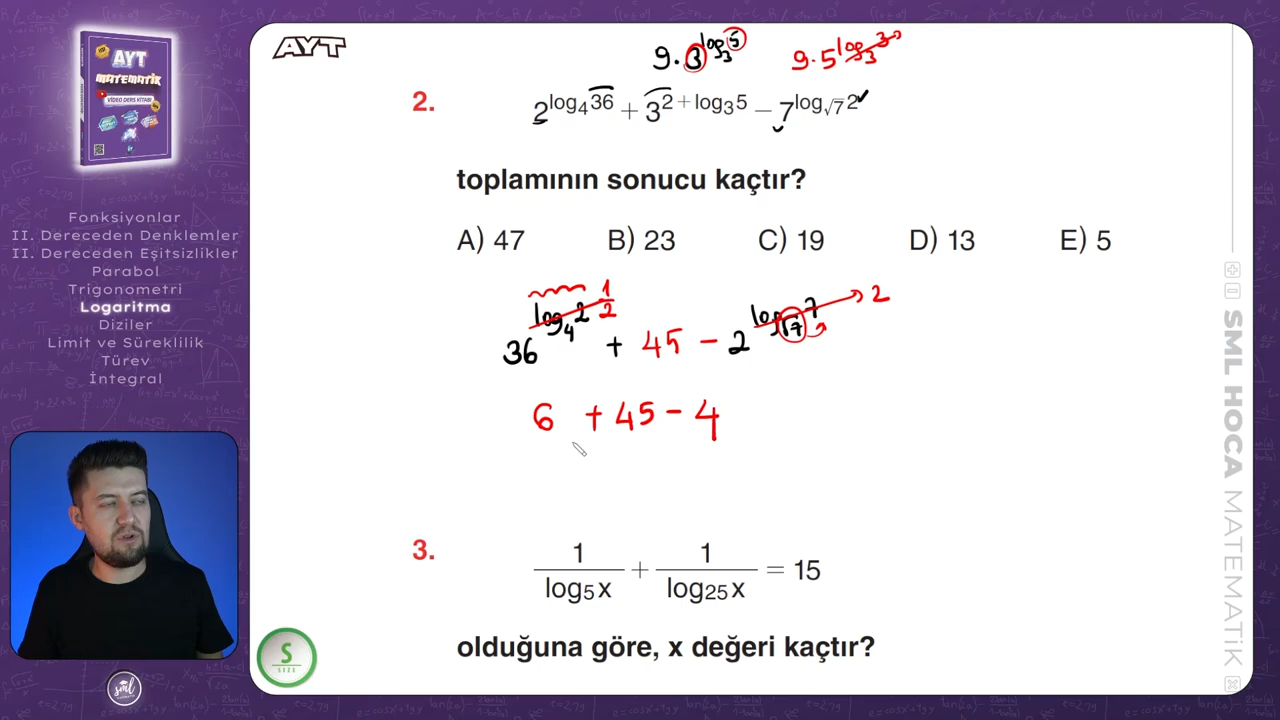 AYT
MATEMATİK
VİDEO DERS KİTABI
Fonksiyonlar
II. Dereceden Denklemler
II. Dereceden Eşitsizlikler
Parabol
Trigonometri
Logaritma
Diziler
Limit ve Süreklilik
Türev
İntegral
sml
AYT
9.3^log₃5 9.5^log₃3
2. 2^log₄36 + 3^2 + log₃5 − 7^log√7 2
toplamının sonucu kaçtır?
A) 47 B) 23 C) 19 D) 13 E) 5
1/2
36^log₄2 + 45 − 2^log√7 7 → 2
6 + 45 − 4
3. 1/log₅x + 1/log₂₅x = 15
olduğuna göre, x değeri kaçtır?
S
SIZE
SML HOCA MATEMATİK